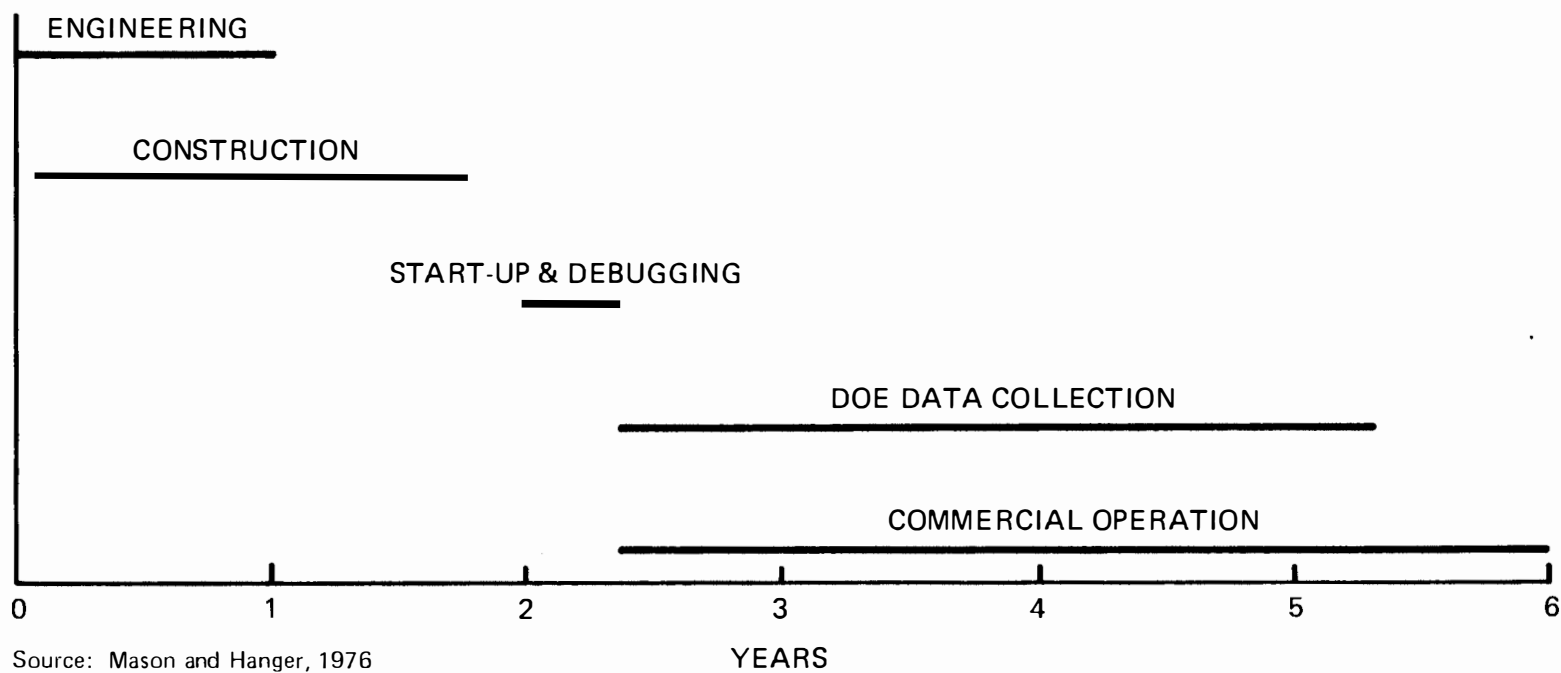 ENGINEERING
CONSTRUCTION
START-UP & DEBUGGING
DOE DATA COLLECTION
COMMERCIAL OPERATION
0 1 2 3 4 5 6
YEARS
Source: Mason and Hanger, 1976